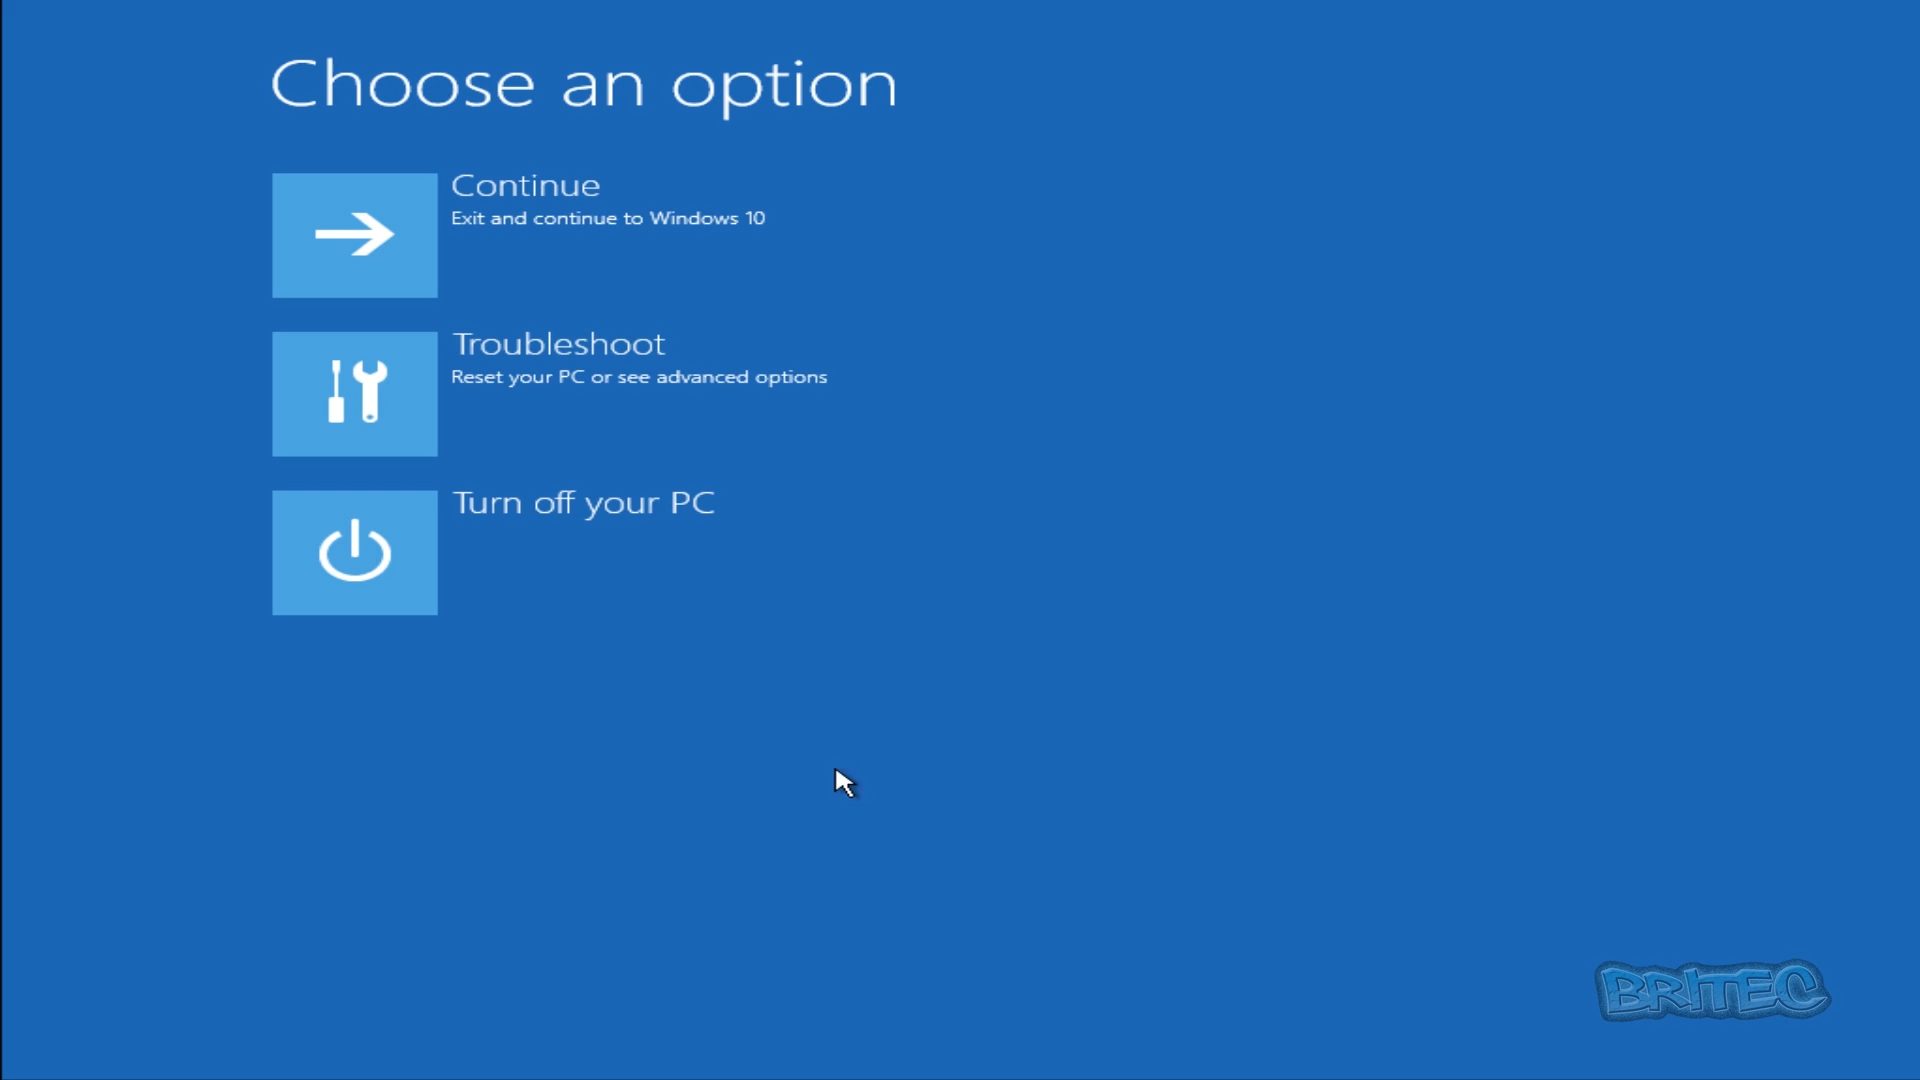 Choose an option
Continue
Exit and continue to Windows 10
Troubleshoot
Reset your PC or see advanced options
Turn off your PC
BRITEC